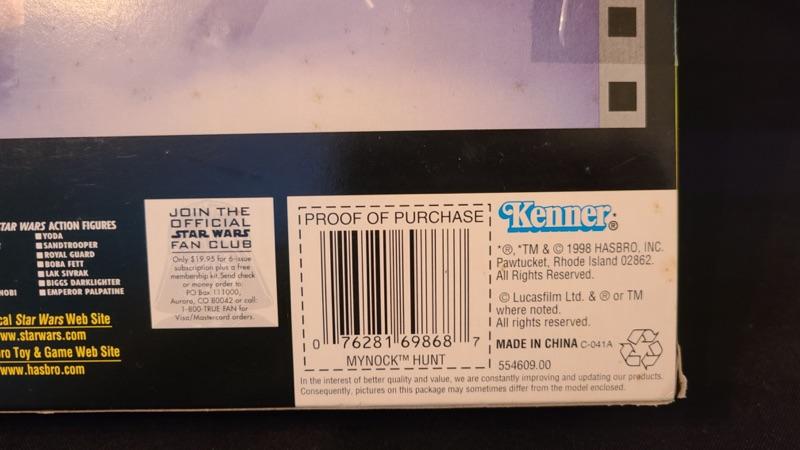 TAR WARS ACTION FIGURES
YODA
SANDTROOPER
ROYAL GUARD
BOBA FETT
LAK SIVRAK
BIGGS DARKLIGHTER
NOBI
EMPEROR PALPATINE
cal Star Wars Web Site
ww.starwars.com
ro Toy & Game Web Site
www.hasbro.com
JOIN THE
OFFICIAL
STAR WARS
FAN CLUB
Only $19.95 for 6-issue
subscription plus a free
membership kit. Send check
or money order to:
PO Box 111000,
Aurora, CO 80042 or call:
1-800-TRUE FAN for
Visa/Mastercard orders.
PROOF OF PURCHASE
0 76281 69868 7
MYNOCK™ HUNT
Kenner®
*®, *TM & © 1998 HASBRO, INC.
Pawtucket, Rhode Island 02862.
All Rights Reserved.
© Lucasfilm Ltd. & ® or TM
where noted.
All rights reserved.
MADE IN CHINA C-041A
554609.00
In the interest of better quality and value, we are constantly improving and updating our products.
Consequently, pictures on this package may sometimes differ from the model enclosed.